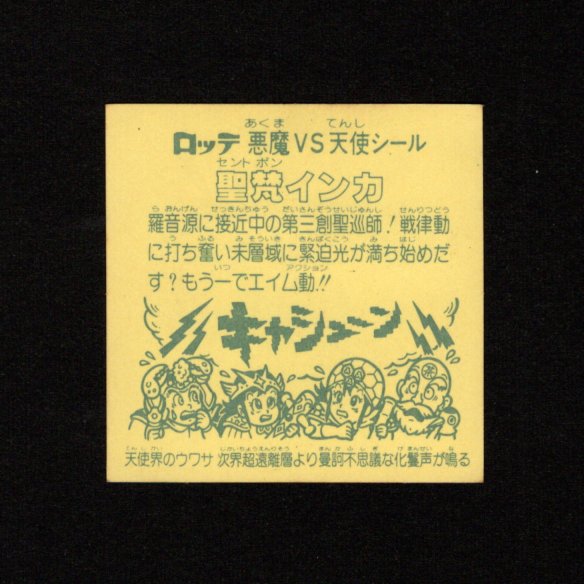 ロッテ 悪魔VS天使シール
聖梵インカ
羅音源に接近中の第三創聖巡師！戦律動
に打ち奮い未層域に緊迫光が満ち始めだ
す？もう一でエイム動！！
キャシューン
天使界のウワサ 次界超遠離層より曼訶不思議な化鬘声が鳴る